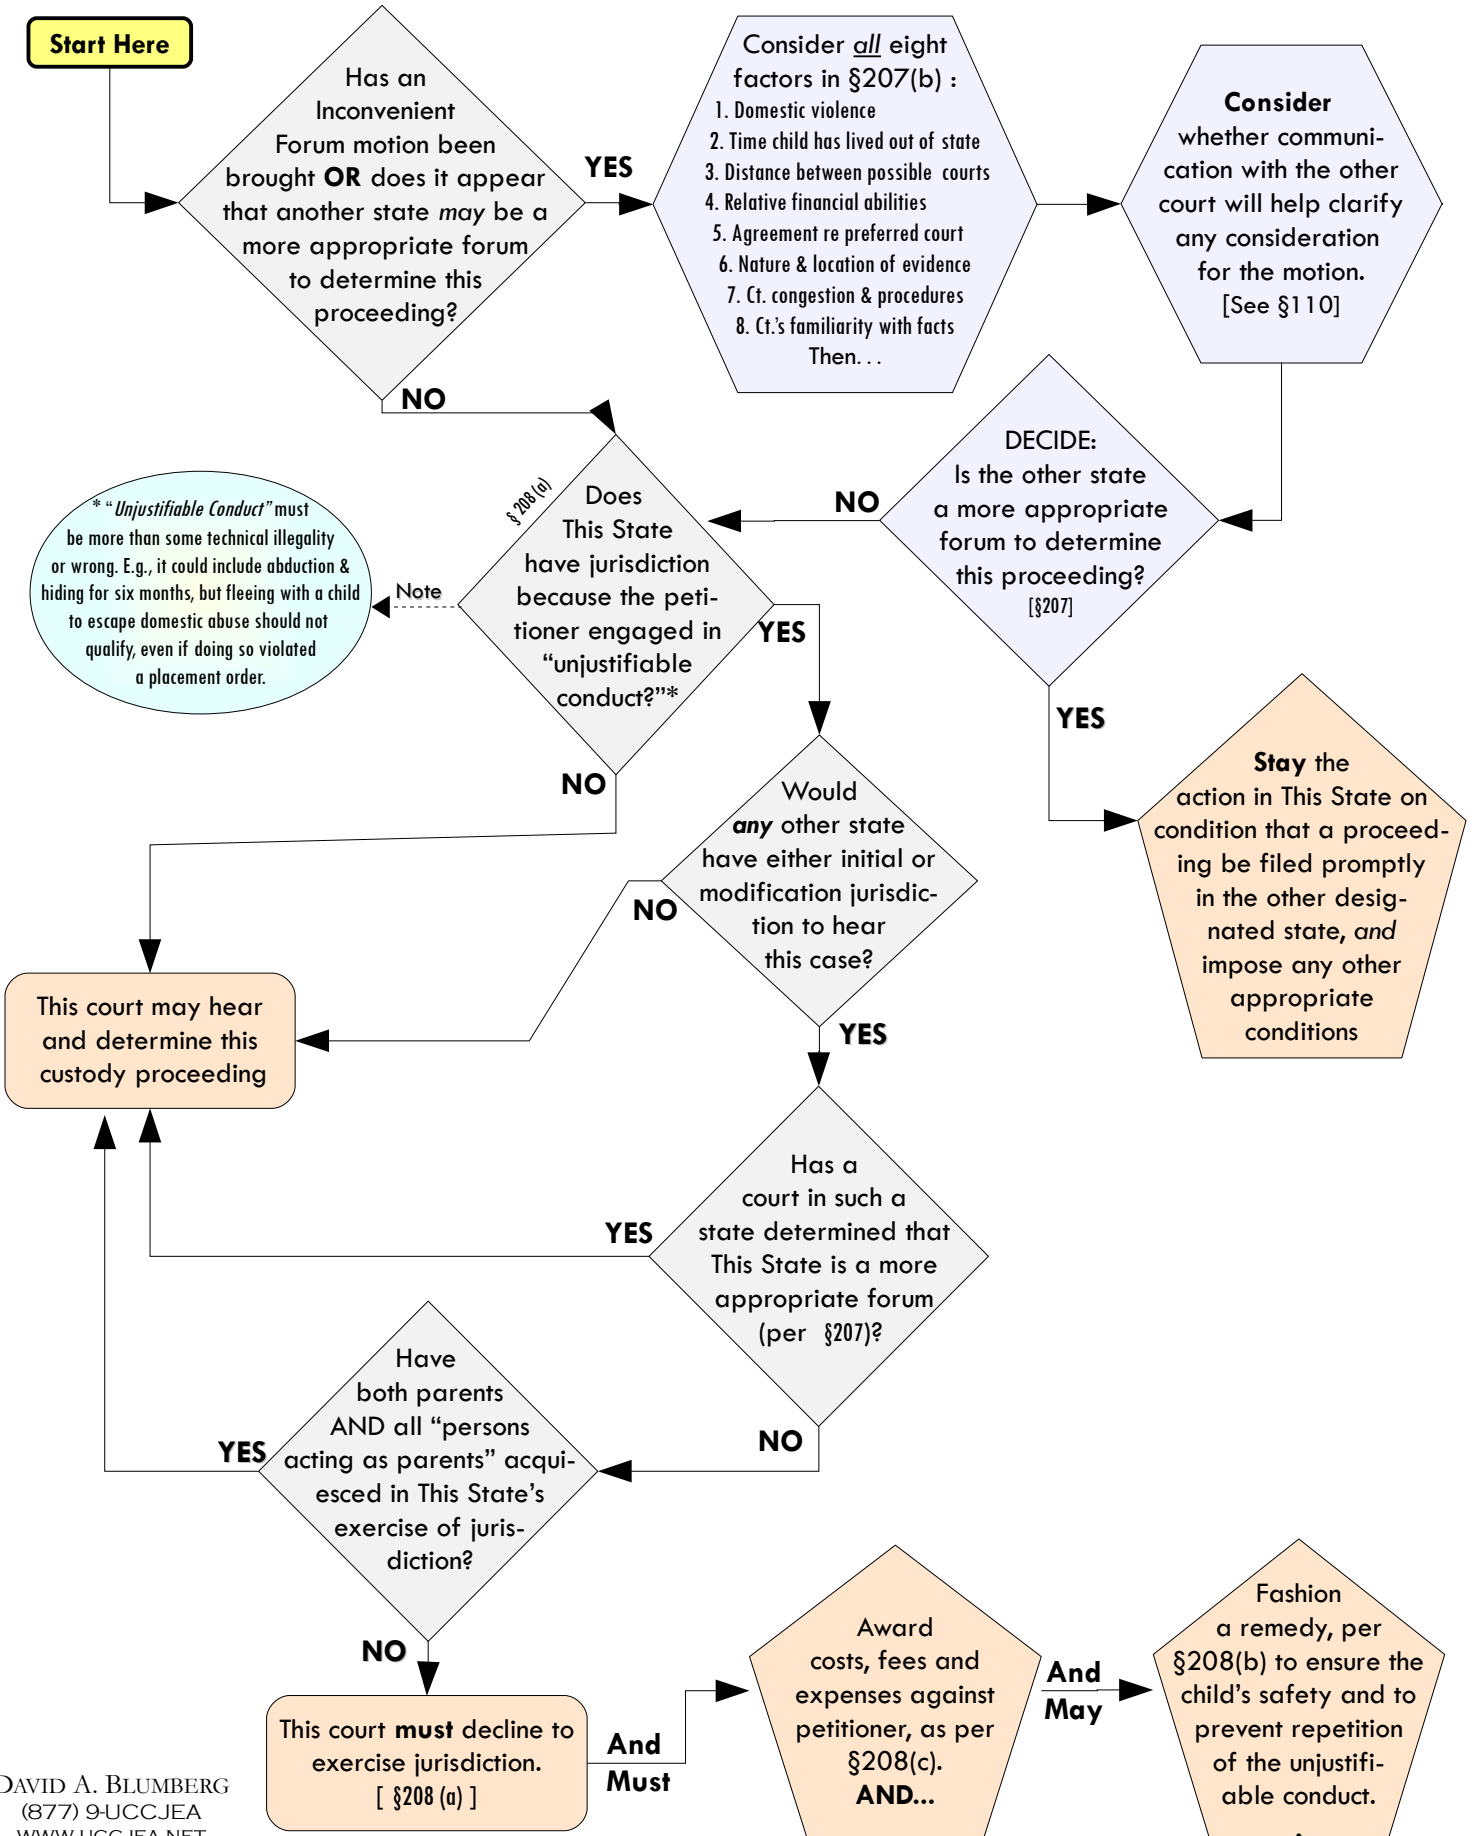 Start Here
Has an
Inconvenient
Forum motion been
brought OR does it appear
that another state may be a
more appropriate forum
to determine this
proceeding?
YES
Consider all eight
factors in §207(b) :
1. Domestic violence
2. Time child has lived out of state
3. Distance between possible courts
4. Relative financial abilities
5. Agreement re preferred court
6. Nature & location of evidence
7. Ct. congestion & procedures
8. Ct.'s familiarity with facts
Then...
Consider
whether communi-
cation with the other
court will help clarify
any consideration
for the motion.
[See §110]
NO
DECIDE:
Is the other state
a more appropriate
forum to determine
this proceeding?
[§207]
NO
YES
Stay the
action in This State on
condition that a proceed-
ing be filed promptly
in the other desig-
nated state, and
impose any other
appropriate
conditions
§ 208 (a)
Does
This State
have jurisdiction
because the peti-
tioner engaged in
“unjustifiable
conduct?”*
Note
* “Unjustifiable Conduct” must
be more than some technical illegality
or wrong. E.g., it could include abduction &
hiding for six months, but fleeing with a child
to escape domestic abuse should not
qualify, even if doing so violated
a placement order.
YES
NO
Would
any other state
have either initial or
modification jurisdic-
tion to hear
this case?
NO
YES
This court may hear
and determine this
custody proceeding
Has a
court in such a
state determined that
This State is a more
appropriate forum
(per §207)?
YES
NO
Have
both parents
AND all “persons
acting as parents” acqui-
esced in This State’s
exercise of juris-
diction?
YES
NO
This court must decline to
exercise jurisdiction.
[ §208 (a) ]
And
Must
Award
costs, fees and
expenses against
petitioner, as per
§208(c).
AND...
And
May
Fashion
a remedy, per
§208(b) to ensure the
child’s safety and to
prevent repetition
of the unjustifi-
able conduct.
DAVID A. BLUMBERG
(877) 9-UCCJEA
WWW.UCCJEA.NET